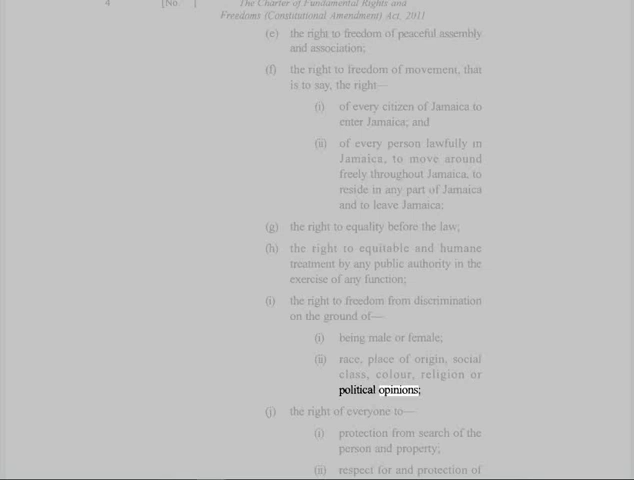 4 [No. ] The Charter of Fundamental Rights and
Freedoms (Constitutional Amendment) Act, 2011
(e) the right to freedom of peaceful assembly
and association;
(f) the right to freedom of movement, that
is to say, the right—
(i) of every citizen of Jamaica to
enter Jamaica; and
(ii) of every person lawfully in
Jamaica, to move around
freely throughout Jamaica, to
reside in any part of Jamaica
and to leave Jamaica;
(g) the right to equality before the law;
(h) the right to equitable and humane
treatment by any public authority in the
exercise of any function;
(i) the right to freedom from discrimination
on the ground of—
(i) being male or female;
(ii) race, place of origin, social
class, colour, religion or
political opinions;
(j) the right of everyone to—
(i) protection from search of the
person and property;
(ii) respect for and protection of